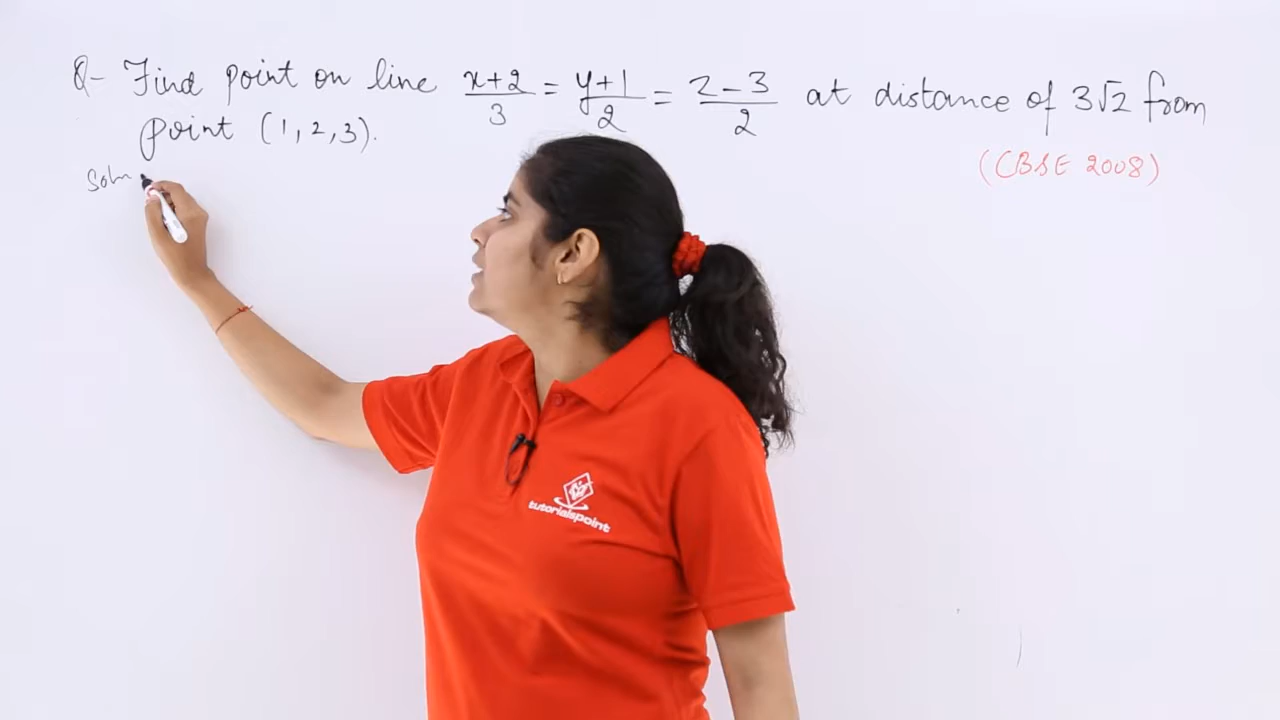 Q- Find point on line x+2/3 = y+1/2 = z-3/2 at distance of 3√2 from
point (1,2,3).
(CBSE 2008)
Soln
tutorialspoint